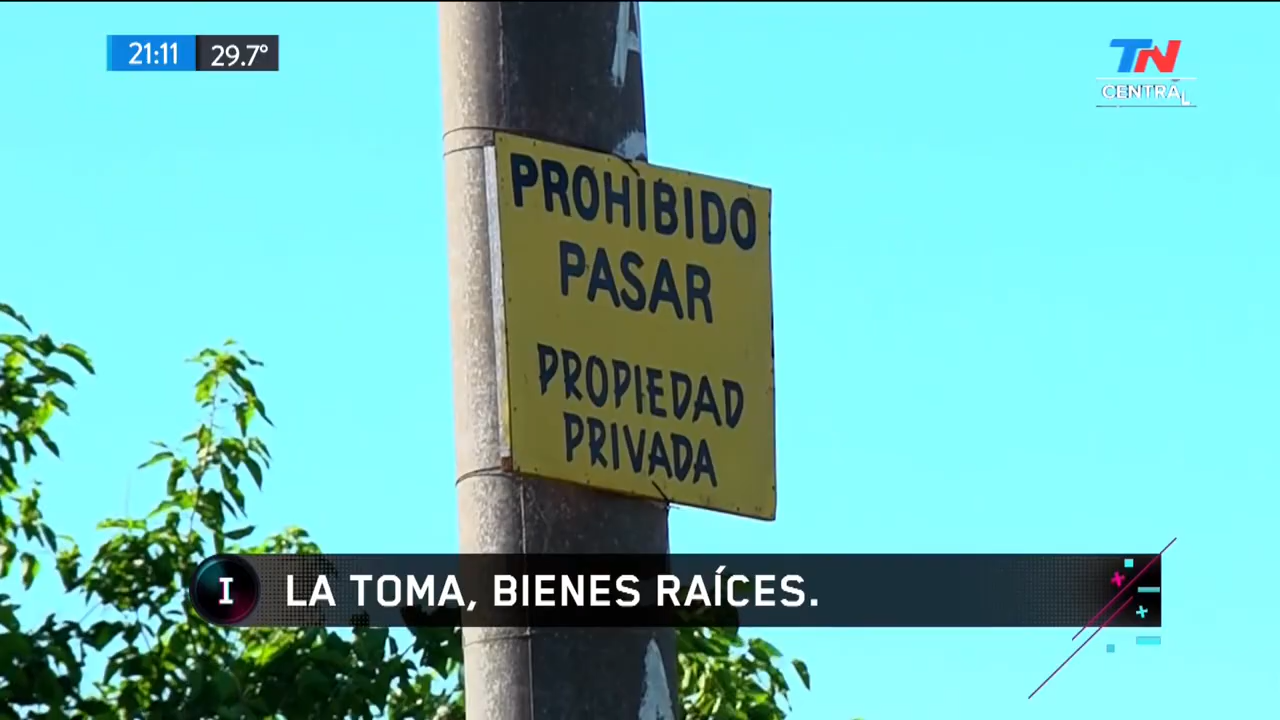 21:11 29.7°
TN
CENTRAL
PROHIBIDO
PASAR
PROPIEDAD
PRIVADA
I LA TOMA, BIENES RAÍCES.